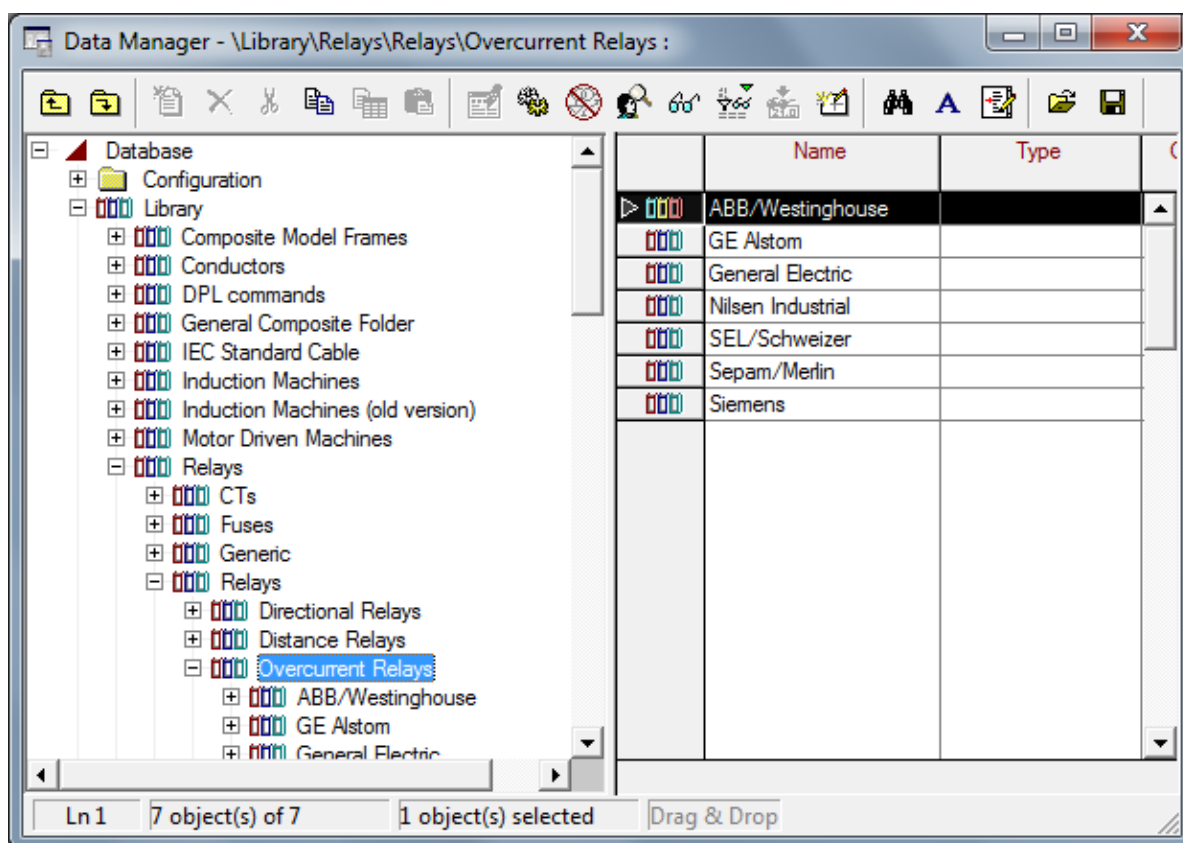 Data Manager - \Library\Relays\Relays\Overcurrent Relays :
Database
Configuration
Library
Composite Model Frames
Conductors
DPL commands
General Composite Folder
IEC Standard Cable
Induction Machines
Induction Machines (old version)
Motor Driven Machines
Relays
CTs
Fuses
Generic
Relays
Directional Relays
Distance Relays
Overcurrent Relays
ABB/Westinghouse
GE Alstom
General Electric
Name Type
ABB/Westinghouse
GE Alstom
General Electric
Nilsen Industrial
SEL/Schweizer
Sepam/Merlin
Siemens
Ln 1 7 object(s) of 7 1 object(s) selected Drag & Drop